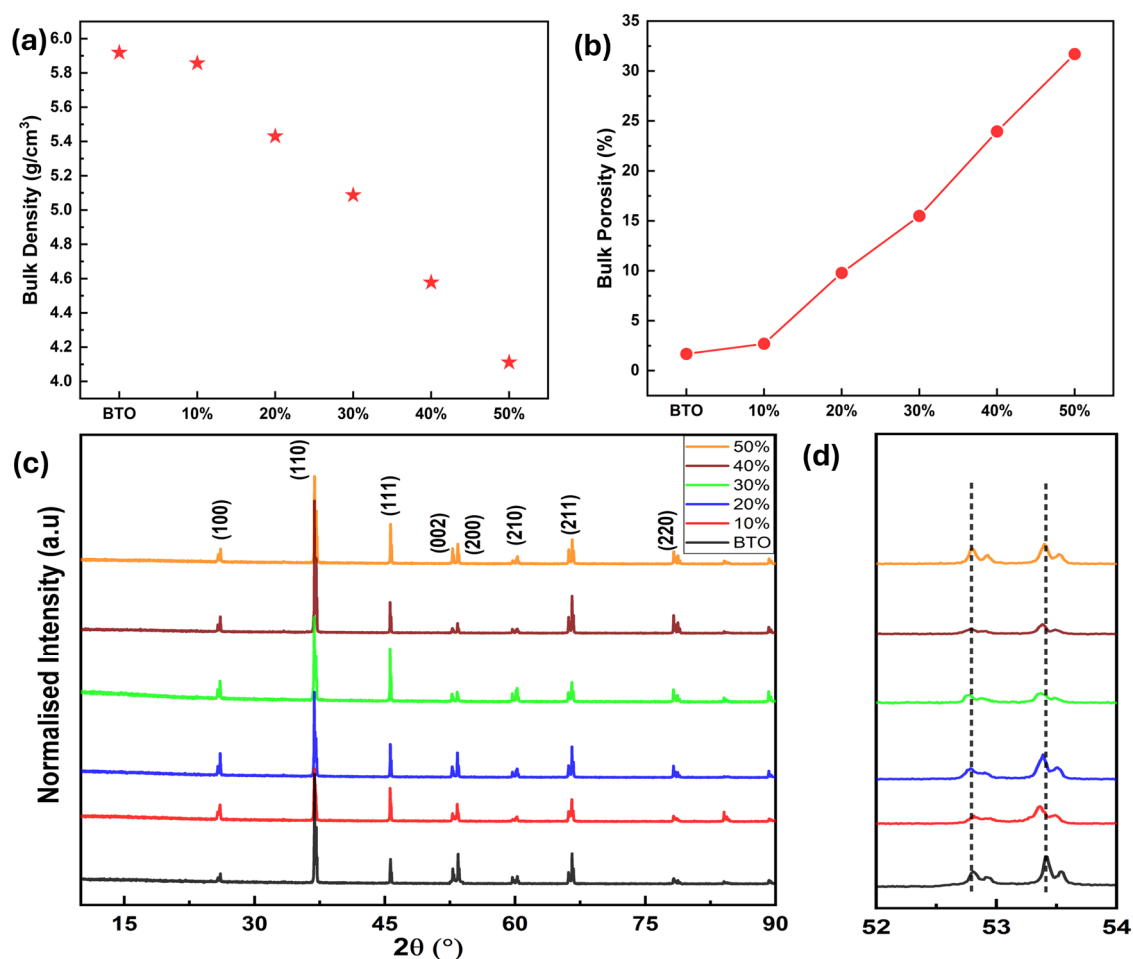 (a)
6.0
5.8
5.6
5.4
5.2
5.0
4.8
4.6
4.4
4.2
4.0
Bulk Density (g/cm³)
BTO 10% 20% 30% 40% 50%
(b)
35
30
25
20
15
10
5
0
Bulk Porosity (%)
BTO 10% 20% 30% 40% 50%
(c)
Normalised Intensity (a.u)
(100)
(110)
(111)
(002)
(200)
(210)
(211)
(220)
50%
40%
30%
20%
10%
BTO
15 30 45 60 75 90
2θ (°)
(d)
52 53 54